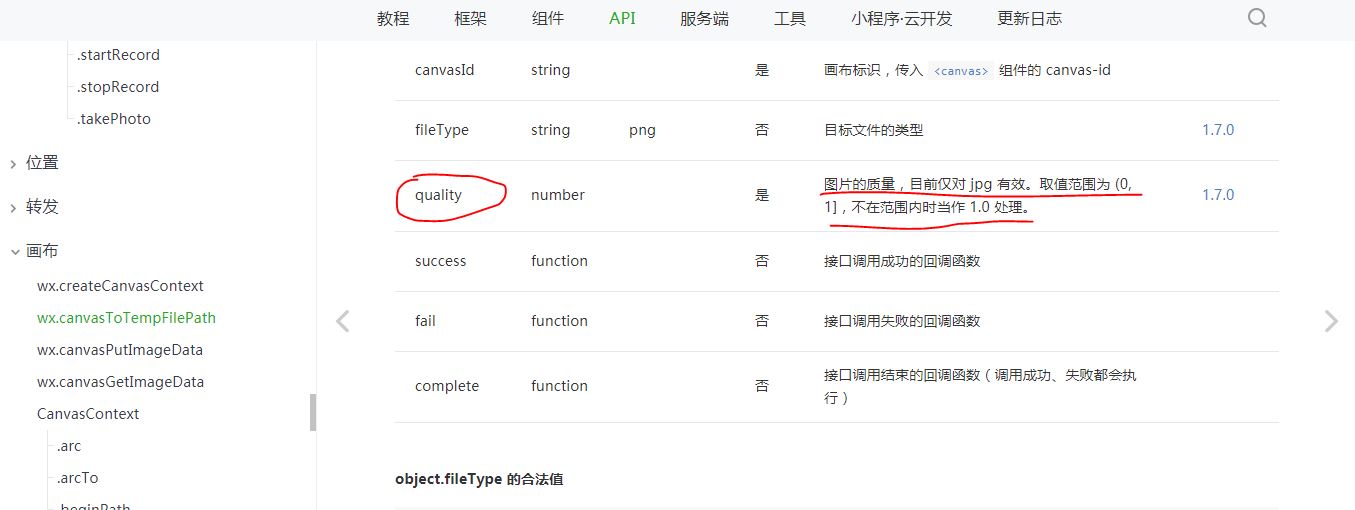 教程 框架 组件 API 服务端 工具 小程序·云开发 更新日志
.startRecord
.stopRecord
.takePhoto
位置
转发
画布
wx.createCanvasContext
wx.canvasToTempFilePath
wx.canvasPutImageData
wx.canvasGetImageData
CanvasContext
.arc
.arcTo
.beginPath
canvasId string 是 画布标识，传入 <canvas> 组件的 canvas-id
fileType string png 否 目标文件的类型 1.7.0
quality number 是 图片的质量，目前仅对 jpg 有效。取值范围为 (0, 1.7.0
1]，不在范围内时当作 1.0 处理。
success function 否 接口调用成功的回调函数
fail function 否 接口调用失败的回调函数
complete function 否 接口调用结束的回调函数（调用成功、失败都会执
行）
object.fileType 的合法值